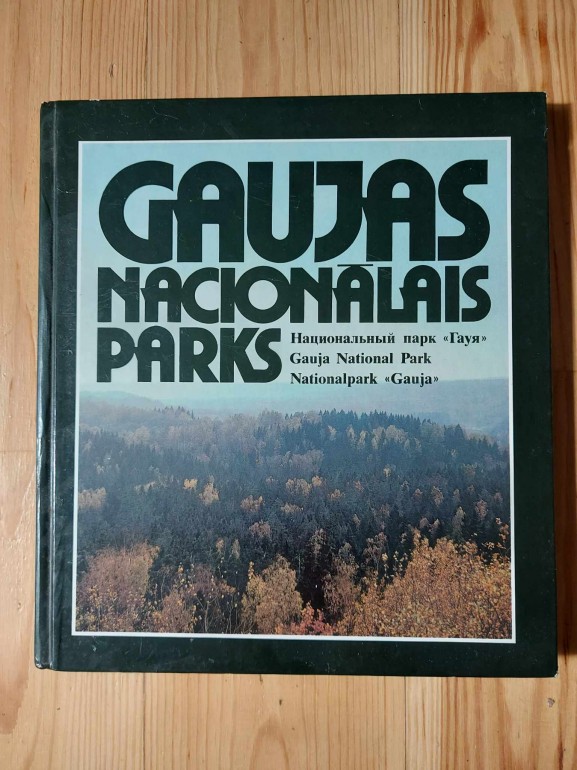 GAUJAS
NACIONĀLAIS
PARKS
Национальный парк «Гауя»
Gauja National Park
Nationalpark «Gauja»